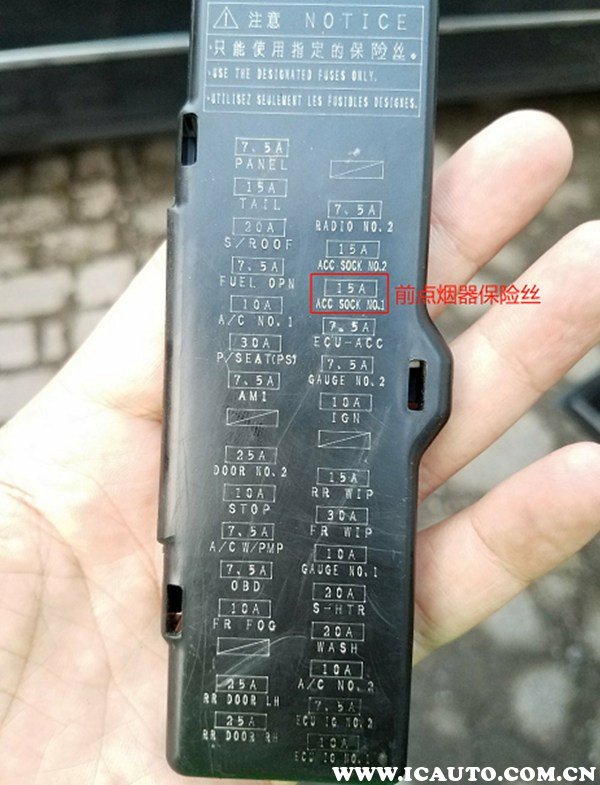 注意 NOTICE
·只能使用指定的保险丝。
·USE THE DESIGNATED FUSES ONLY.
·UTILISEZ SEULEMENT LES FUSIBLES DESIGNES.
7.5A
PANEL
15A
TAIL
20A
S/ROOF
7.5A
FUEL OPN
10A
A/C NO.1
30A
P/SEAT(PS)
7.5A
AMI
25A
DOOR NO.2
10A
STOP
7.5A
A/C W/PMP
7.5A
OBD
10A
FR FOG
25A
RR DOOR LH
25A
RR DOOR RH
7.5A
RADIO NO.2
15A
ACC SOCK NO.2
15A
ACC SOCK NO.1
前点烟器保险丝
7.5A
ECU-ACC
7.5A
GAUGE NO.2
10A
IGN
15A
RR WIP
30A
FR WIP
10A
GAUGE NO.1
20A
S-HTR
20A
WASH
10A
A/C NO.2
7.5A
ECU IG NO.2
10A
ECU IG NO.1
WWW.ICAUTO.COM.CN